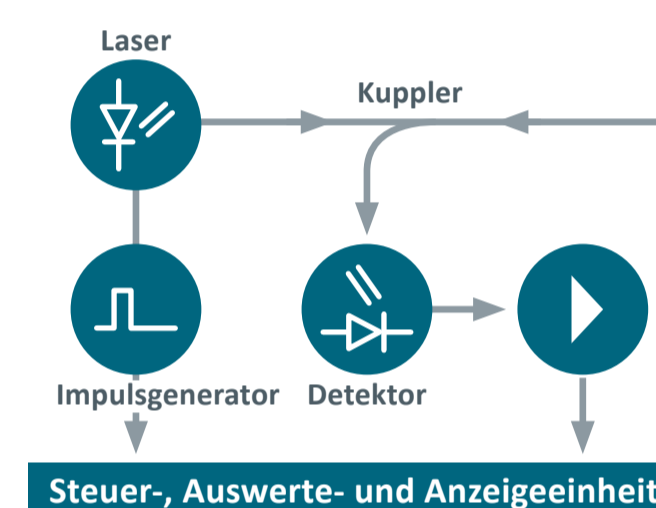 Laser
Kuppler
Impulsgenerator
Detektor
Steuer-, Auswerte- und Anzeigeeinheit